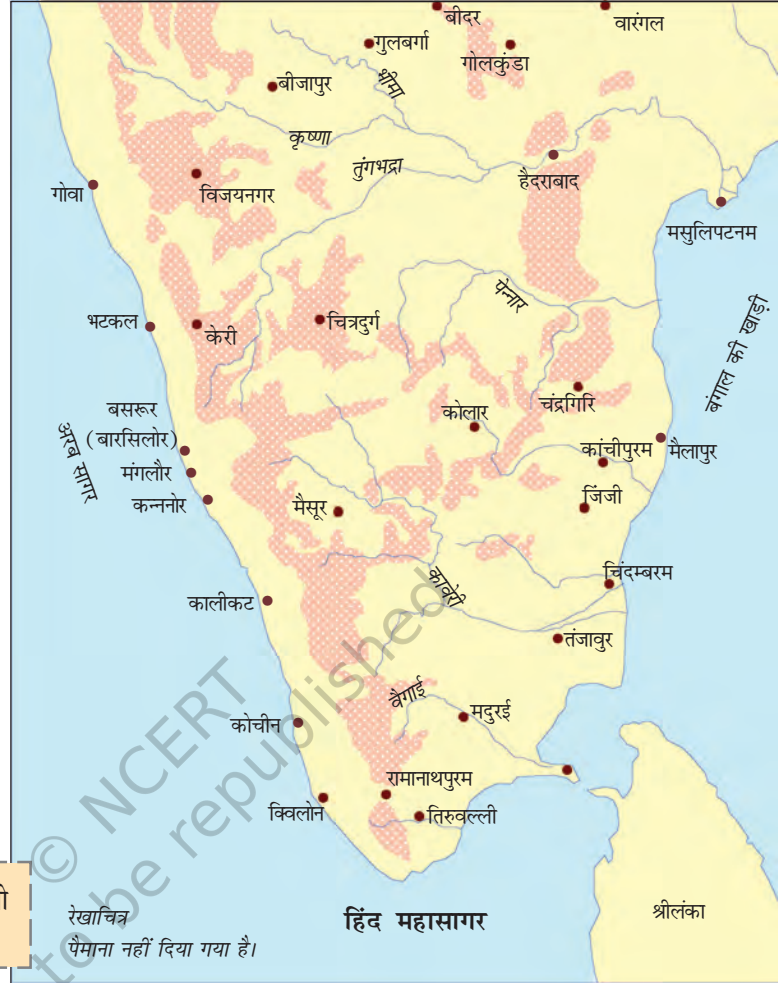 बीदर
वारंगल
गुलबर्गा
गोलकुंडा
बीजापुर
भीमा
कृष्णा
तुंगभद्रा
हैदराबाद
गोवा
विजयनगर
मसुलिपटनम
पेन्नार
बंगाल की खाड़ी
भटकल
केरी
चित्रदुर्ग
चंद्रगिरि
बसरूर
(बारसिलोर)
कोलार
मैलापुर
अरब सागर
मंगलौर
कांचीपुरम
कन्ननोर
मैसूर
जिंजी
कावेरी
चिंदम्बरम
कालीकट
तंजावुर
वैगाई
कोचीन
मदुरई
रामानाथपुरम
क्विलोन
तिरुवल्ली
© NCERT
to be republished
हिंद महासागर
श्रीलंका
रेखाचित्र
पैमाना नहीं दिया गया है।